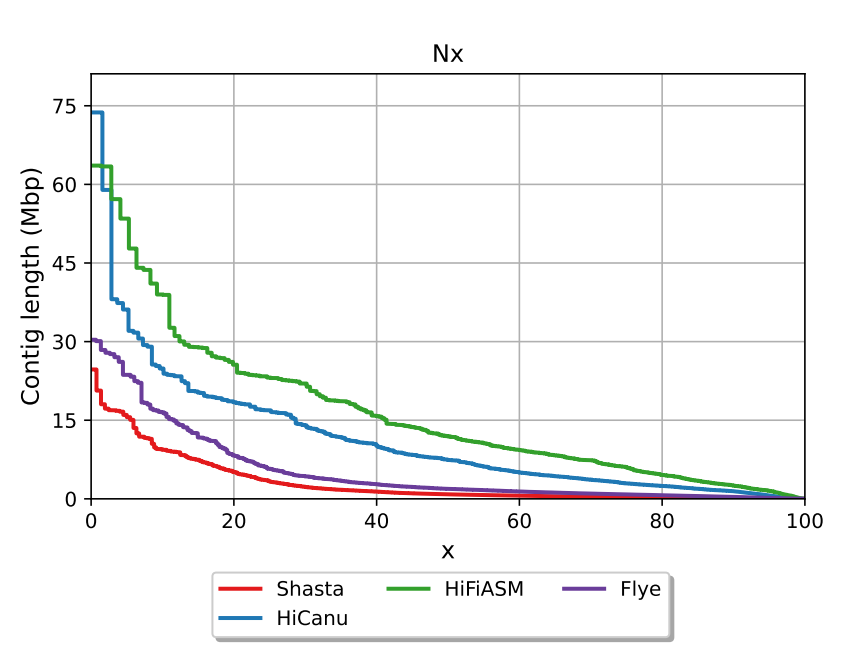 Nx
Contig length (Mbp)
75
60
45
30
15
0
0 20 40 60 80 100
x
Shasta HiFiASM Flye
HiCanu